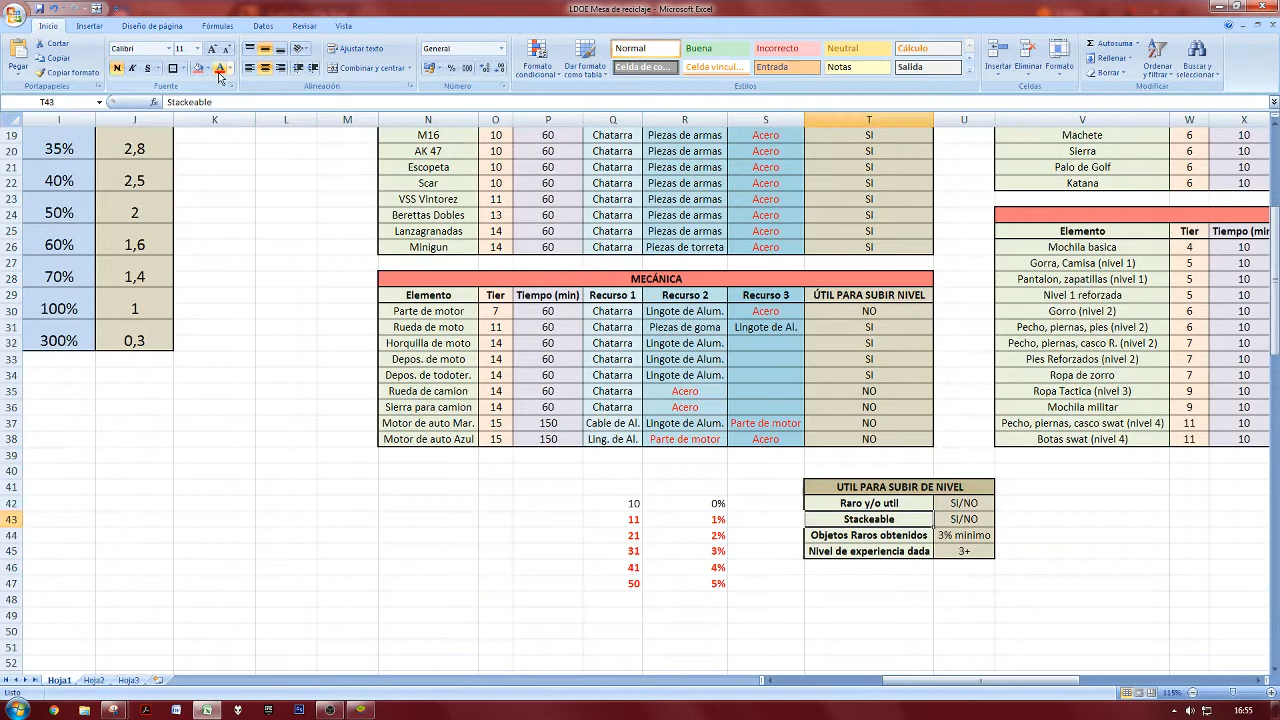 LDOE Mesa de reciclaje - Microsoft Excel
Inicio Insertar Diseño de página Fórmulas Datos Revisar Vista
Pegar Cortar Copiar Copiar formato Portapapeles
Calibri 11 N K S A Fuente
Ajustar texto Combinar y centrar Alineación
General % 000 Número
Formato condicional Dar formato como tabla Estilos de celda
Normal Buena Incorrecto Neutral Cálculo
Celda de co... Celda vincul... Entrada Notas Salida
Estilos
Insertar Eliminar Formato Celdas
Autosuma Rellenar Borrar Ordenar y filtrar Buscar y seleccionar Modificar
T43 fx Stackeable
I J K L M N O P Q R S T U V W X
19 M16 10 60 Chatarra Piezas de armas Acero SI Machete 6 10
20 35% 2,8 AK 47 10 60 Chatarra Piezas de armas Acero SI Sierra 6 10
21 Escopeta 10 60 Chatarra Piezas de armas Acero SI Palo de Golf 6 10
22 40% 2,5 Scar 10 60 Chatarra Piezas de armas Acero SI Katana 6 10
23 VSS Vintorez 11 60 Chatarra Piezas de armas Acero SI
24 50% 2 Berettas Dobles 13 60 Chatarra Piezas de armas Acero SI
25 Lanzagranadas 14 60 Chatarra Piezas de armas Acero SI Elemento Tier Tiempo (min
26 60% 1,6 Minigun 14 60 Chatarra Piezas de torreta Acero SI Mochila basica 4 10
27 Gorra, Camisa (nivel 1) 5 10
28 70% 1,4 MECÁNICA Pantalon, zapatillas (nivel 1) 5 10
29 Elemento Tier Tiempo (min) Recurso 1 Recurso 2 Recurso 3 ÚTIL PARA SUBIR NIVEL Nivel 1 reforzada 5 10
30 100% 1 Parte de motor 7 60 Chatarra LIngote de Alum. Acero NO Gorro (nivel 2) 6 10
31 Rueda de moto 11 60 Chatarra Piezas de goma Lingote de Al. SI Pecho, piernas, pies (nivel 2) 6 10
32 300% 0,3 Horquilla de moto 14 60 Chatarra LIngote de Alum. SI Pecho, piernas, casco R. (nivel 2) 7 10
33 Depos. de moto 14 60 Chatarra LIngote de Alum. SI Pies Reforzados (nivel 2) 7 10
34 Depos. de todoter. 14 60 Chatarra LIngote de Alum. SI Ropa de zorro 7 10
35 Rueda de camion 14 60 Chatarra Acero NO Ropa Tactica (nivel 3) 9 10
36 Sierra para camion 14 60 Chatarra Acero NO Mochila militar 9 10
37 Motor de auto Mar. 15 150 Cable de Al. LIngote de Alum. Parte de motor NO Pecho, piernas, casco swat (nivel 4) 11 10
38 Motor de auto Azul 15 150 Ling. de Al. Parte de motor Acero NO Botas swat (nivel 4) 11 10
39
40
41 UTIL PARA SUBIR DE NIVEL
42 10 0% Raro y/o util SI/NO
43 11 1% Stackeable SI/NO
44 21 2% Objetos Raros obtenidos 3% minimo
45 31 3% Nivel de experiencia dada 3+
46 41 4%
47 50 5%
48
49
50
51
52
Hoja1 Hoja2 Hoja3
Listo 115%
16:55